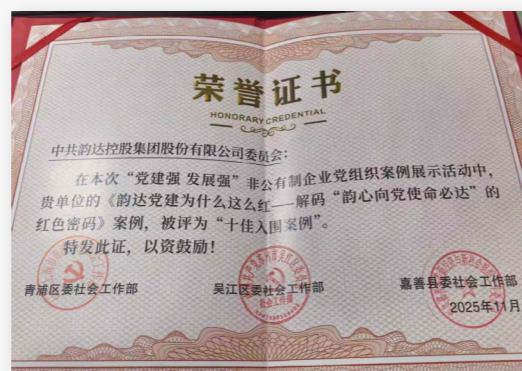 荣誉证书
HONORARY CREDENTIAL
中共韵达控股集团股份有限公司委员会：
在本次“党建强 发展强”非公有制企业党组织案例展示活动中，
贵单位的《韵达党建为什么这么红——解码“韵心向党使命必达”的
红色密码》案例，被评为“十佳入围案例”。
特发此证，以资鼓励！
青浦区委社会工作部
吴江区委社会工作部
嘉善县委社会工作部
2025年11月